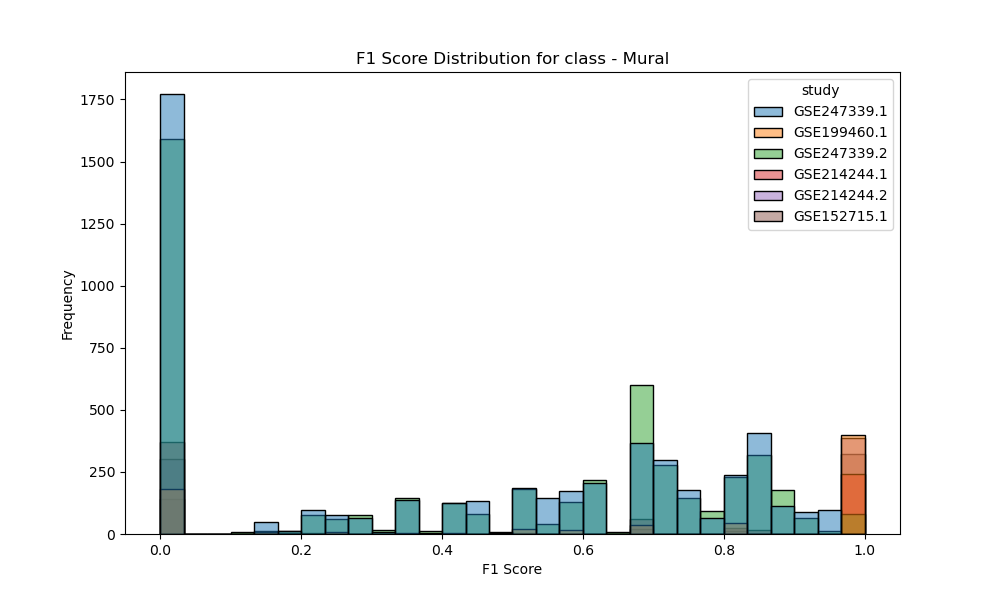 F1 Score Distribution for class - Mural
study
GSE247339.1
GSE199460.1
GSE247339.2
GSE214244.1
GSE214244.2
GSE152715.1
Frequency
1750
1500
1250
1000
750
500
250
0
0.0 0.2 0.4 0.6 0.8 1.0
F1 Score